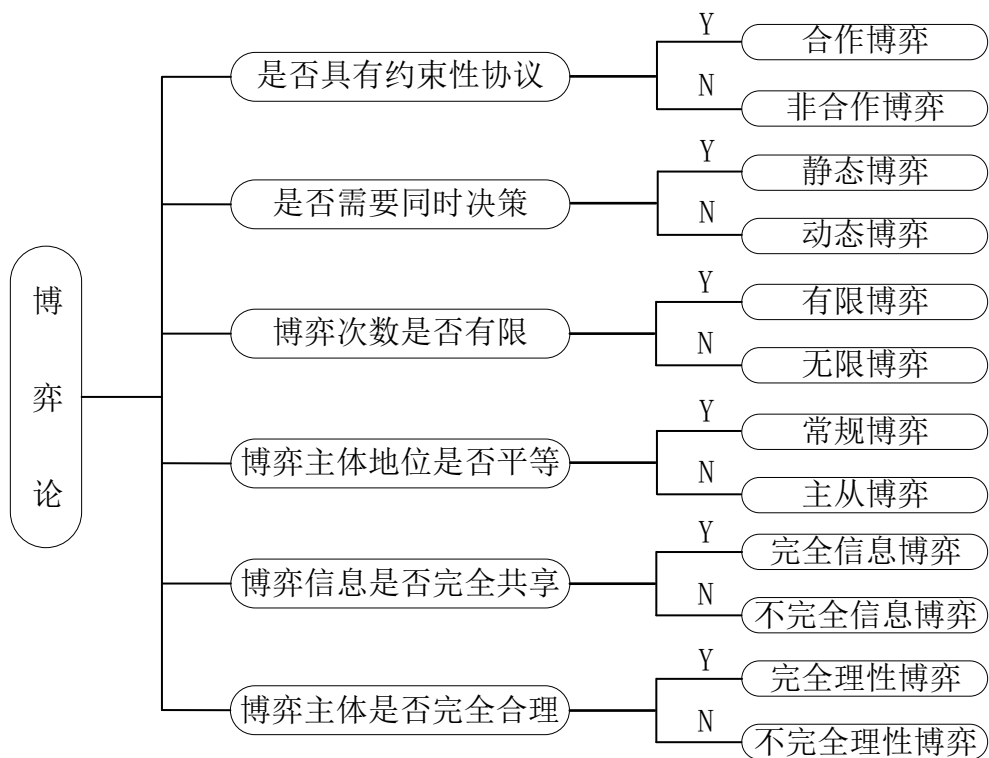 博弈论
是否具有约束性协议
Y
合作博弈
N
非合作博弈
是否需要同时决策
Y
静态博弈
N
动态博弈
博弈次数是否有限
Y
有限博弈
N
无限博弈
博弈主体地位是否平等
Y
常规博弈
N
主从博弈
博弈信息是否完全共享
Y
完全信息博弈
N
不完全信息博弈
博弈主体是否完全合理
Y
完全理性博弈
N
不完全理性博弈